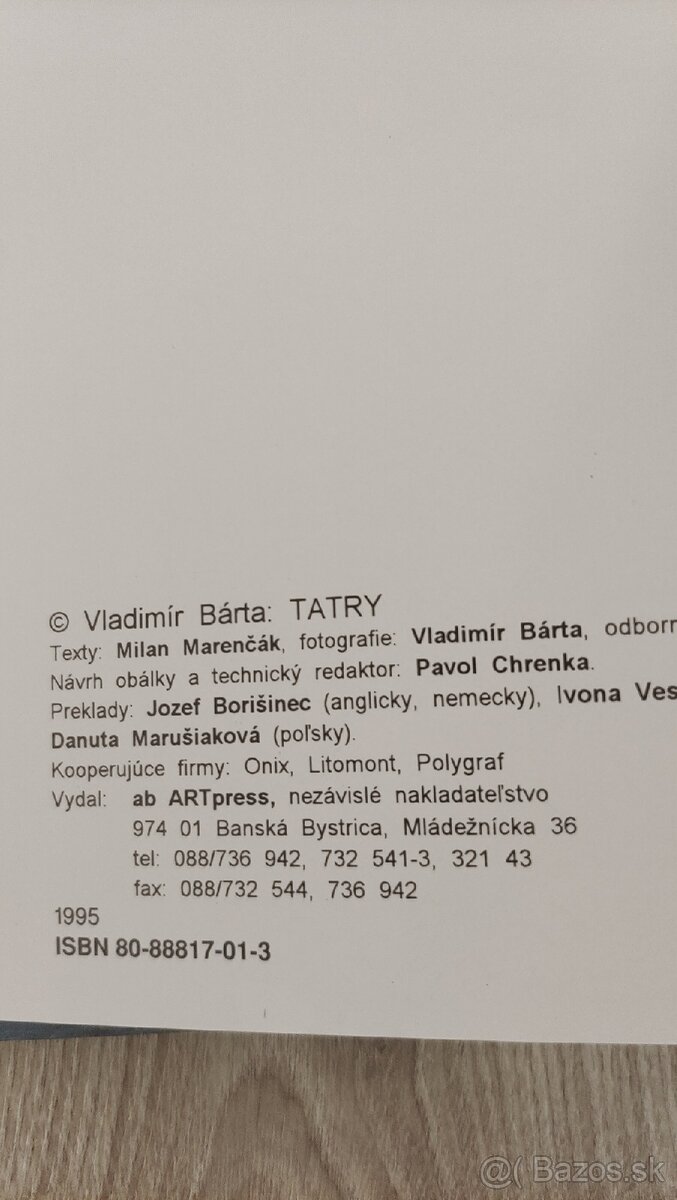 © Vladimír Bárta: TATRY
Texty: Milan Marenčák, fotografie: Vladimír Bárta,
Návrh obálky a technický redaktor: Pavol Chrenka.
Preklady: Jozef Borišinec (anglicky, nemecky), Ivona
Danuta Marušiaková (poľsky).
Kooperujúce firmy: Onix, Litomont, Polygraf
Vydal: ab ARTpress, nezávislé nakladateľstvo
974 01 Banská Bystrica, Mládežnícka 36
tel: 088/736 942, 732 541-3, 321 43
fax: 088/732 544, 736 942
1995
ISBN 80-88817-01-3
@( Bazos.sk